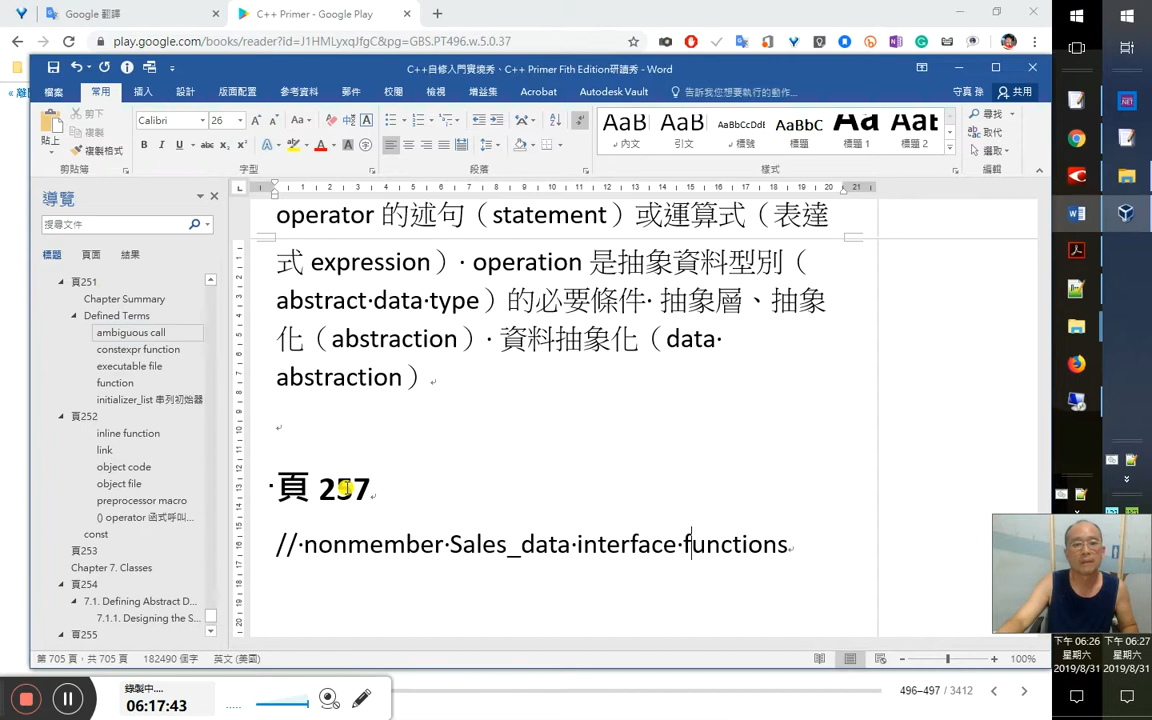 Google 翻譯
C++ Primer - Google Play
play.google.com/books/reader?id=J1HMLyxqJfgC&pg=GBS.PT496.w.5.0.37
C++自修入門實境秀、C++ Primer Fith Edition研讀秀 - Word
檔案 常用 插入 設計 版面配置 參考資料 郵件 校閱 檢視 增益集 Acrobat Autodesk Vault 告訴我您想要執行的動作... 守真 孫 共用
貼上 剪下 複製 複製格式 剪貼簿
Calibri 26 字型
段落
內文 引文 標號 標題 標題 1 標題 2 樣式
尋找 取代 選取 編輯
導覽
搜尋文件
標題 頁面 結果
頁251
Chapter Summary
Defined Terms
ambiguous call
constexpr function
executable file
function
initializer_list 串列初始器
頁252
inline function
link
object code
object file
preprocessor macro
() operator 函式呼叫...
const
頁253
Chapter 7. Classes
頁254
7.1. Defining Abstract D...
7.1.1. Designing the S...
頁255
operator 的述句（statement）或運算式（表達
式 expression）· operation 是抽象資料型別（
abstract·data·type）的必要條件· 抽象層、抽象
化（abstraction）· 資料抽象化（data·
abstraction）
頁 257
//·nonmember·Sales_data·interface·functions
第 705 頁，共 705 頁 182490 個字 英文 (美國) 100%
錄製中...
06:17:43
496–497 / 3412
下午 06:26
星期六
2019/8/31
下午 06:27
星期六
2019/8/31